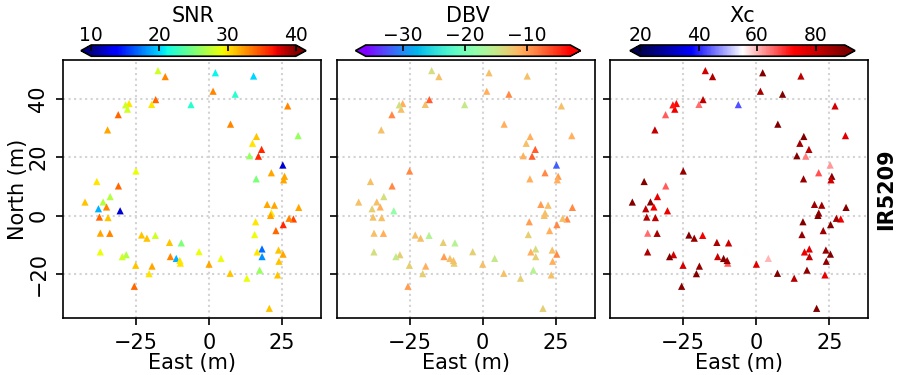 SNR DBV Xc
10 20 30 40 −30 −20 −10 20 40 60 80
40
20
0
−20
North (m)
−25 0 25 −25 0 25 −25 0 25
East (m) East (m) East (m)
IR5209